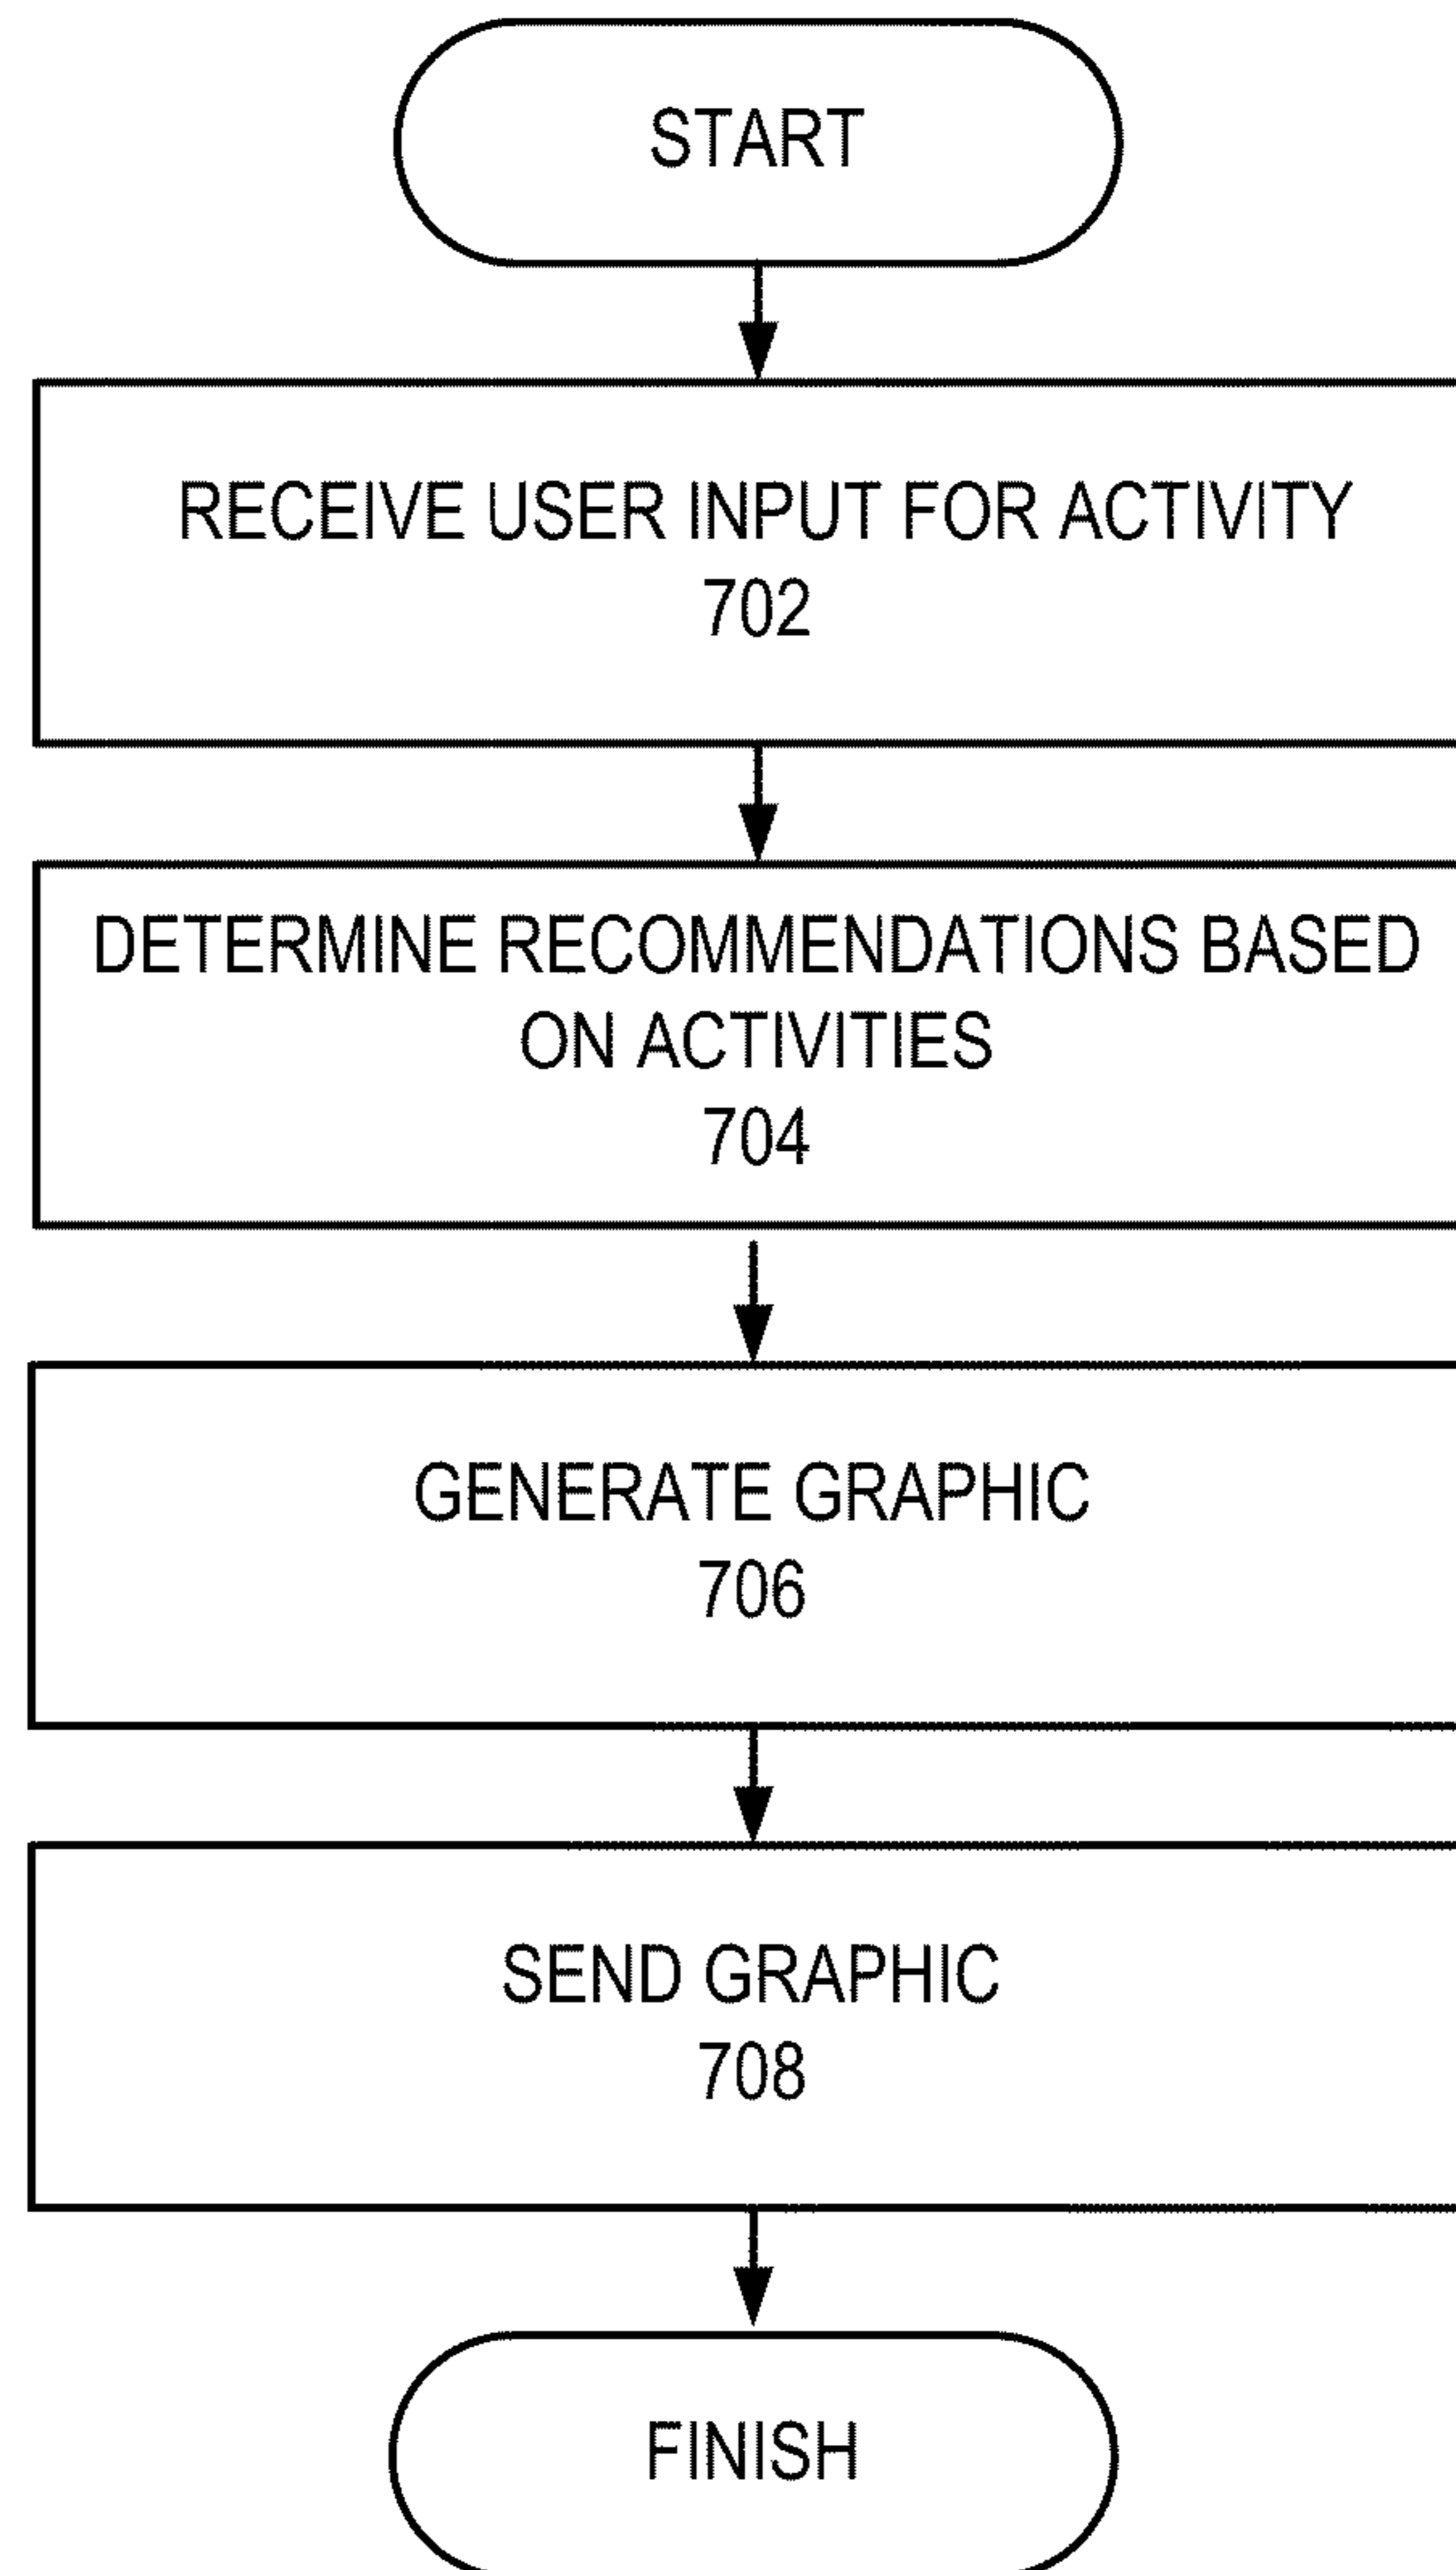 START
RECEIVE USER INPUT FOR ACTIVITY
702
DETERMINE RECOMMENDATIONS BASED
ON ACTIVITIES
704
GENERATE GRAPHIC
706
SEND GRAPHIC
708
FINISH